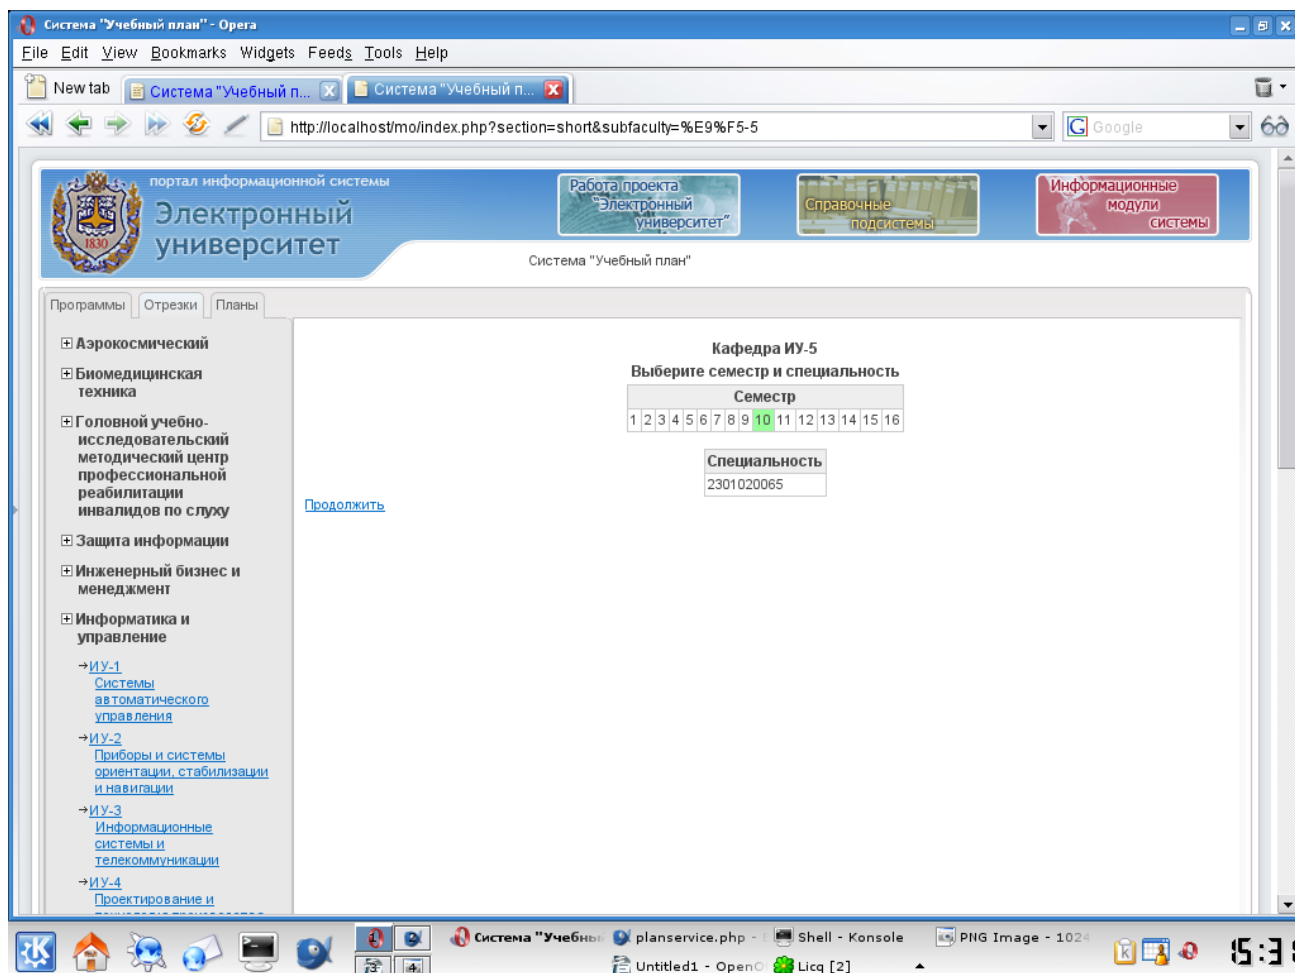 Система "Учебный план" - Opera
File Edit View Bookmarks Widgets Feeds Tools Help
New tab
Система "Учебный п...
Система "Учебный п...
http://localhost/mo/index.php?section=short&subfaculty=%E9%F5-5
Google
портал информационной системы
Электронный
университет
1830
Работа проекта
"Электронный
университет"
Справочные
подсистемы
Информационные
модули
системы
Система "Учебный план"
Программы Отрезки Планы
Аэрокосмический
Биомедицинская
техника
Головной учебно-
исследовательский
методический центр
профессиональной
реабилитации
инвалидов по слуху
Защита информации
Инженерный бизнес и
менеджмент
Информатика и
управление
→ИУ-1
Системы
автоматического
управления
→ИУ-2
Приборы и системы
ориентации, стабилизации
и навигации
→ИУ-3
Информационные
системы и
телекоммуникации
→ИУ-4
Проектирование и
Кафедра ИУ-5
Выберите семестр и специальность
Семестр
1 2 3 4 5 6 7 8 9 10 11 12 13 14 15 16
Специальность
2301020065
Продолжить
Система "Учебны
planservice.php -
Shell - Konsole
PNG Image - 1024
Untitled1 - OpenO
Licq [2]
15:3